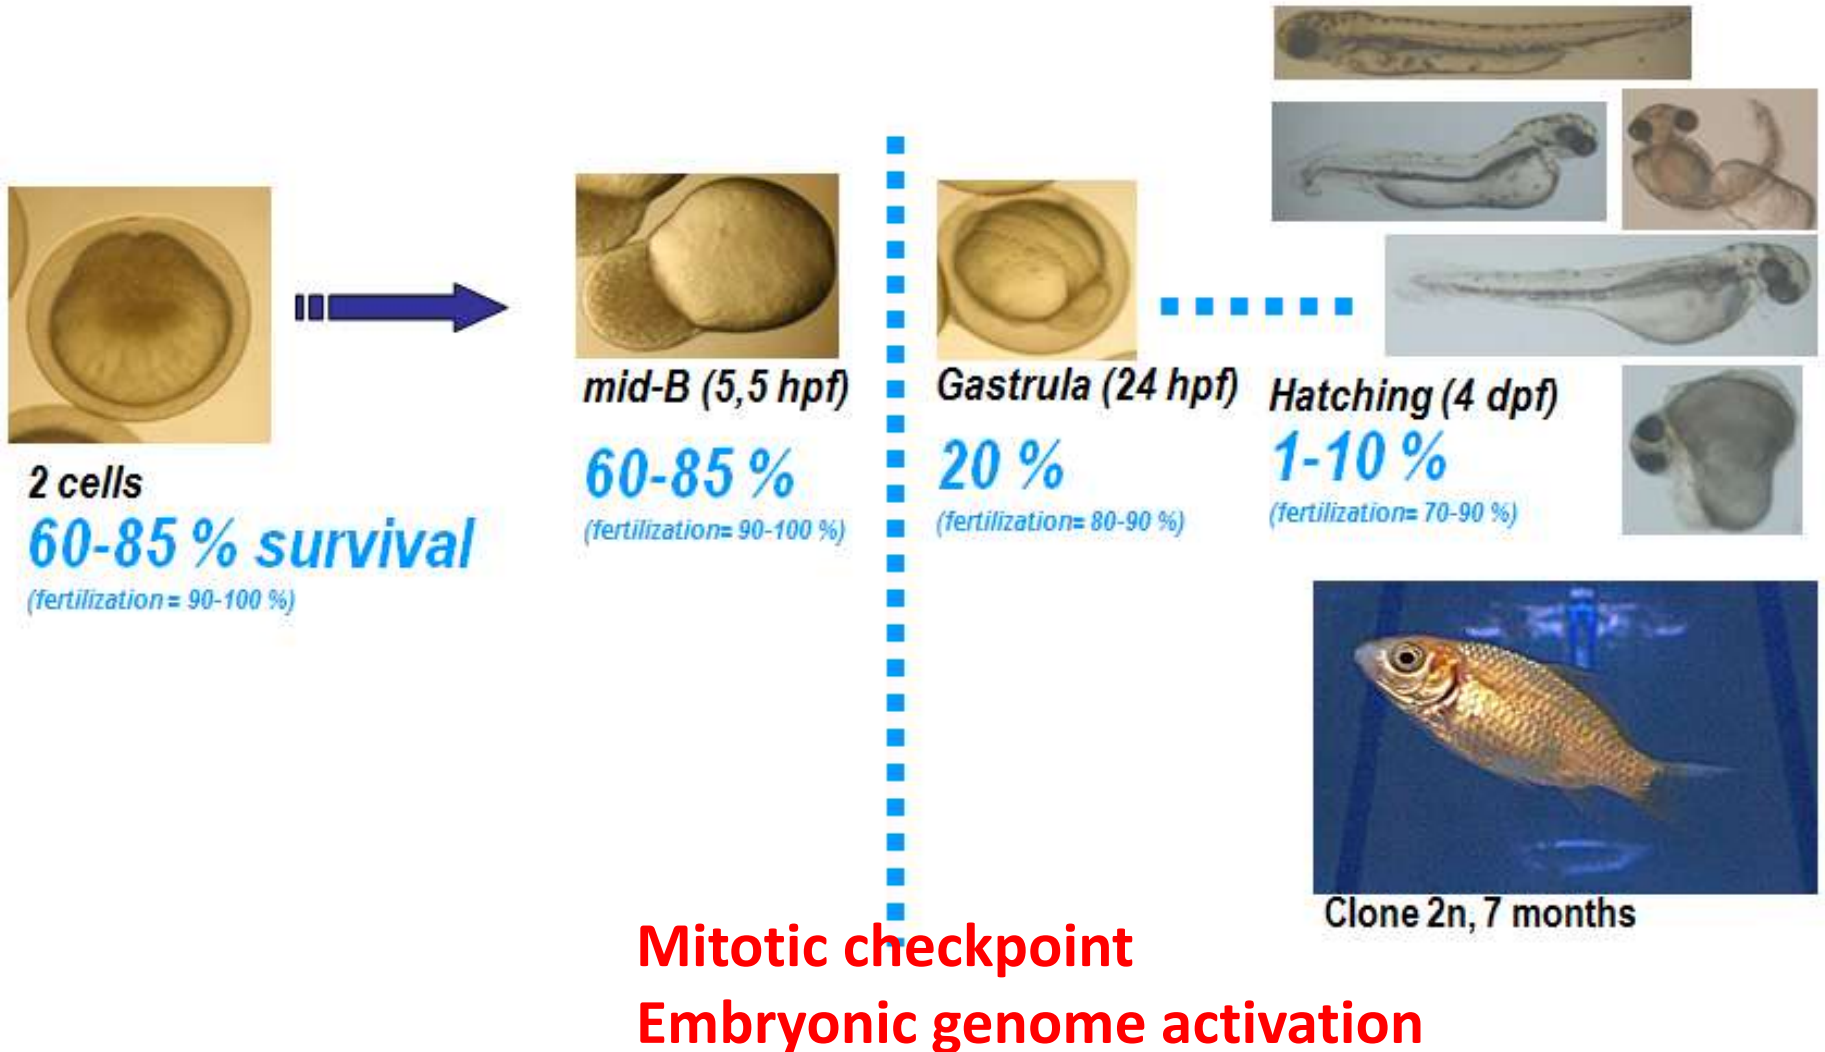 2 cells
60-85 % survival
(fertilization= 90-100 %)
mid-B (5,5 hpf)
60-85 %
(fertilization= 90-100 %)
Gastrula (24 hpf)
20 %
(fertilization= 80-90 %)
Hatching (4 dpf)
1-10 %
(fertilization= 70-90 %)
Clone 2n, 7 months
Mitotic checkpoint
Embryonic genome activation